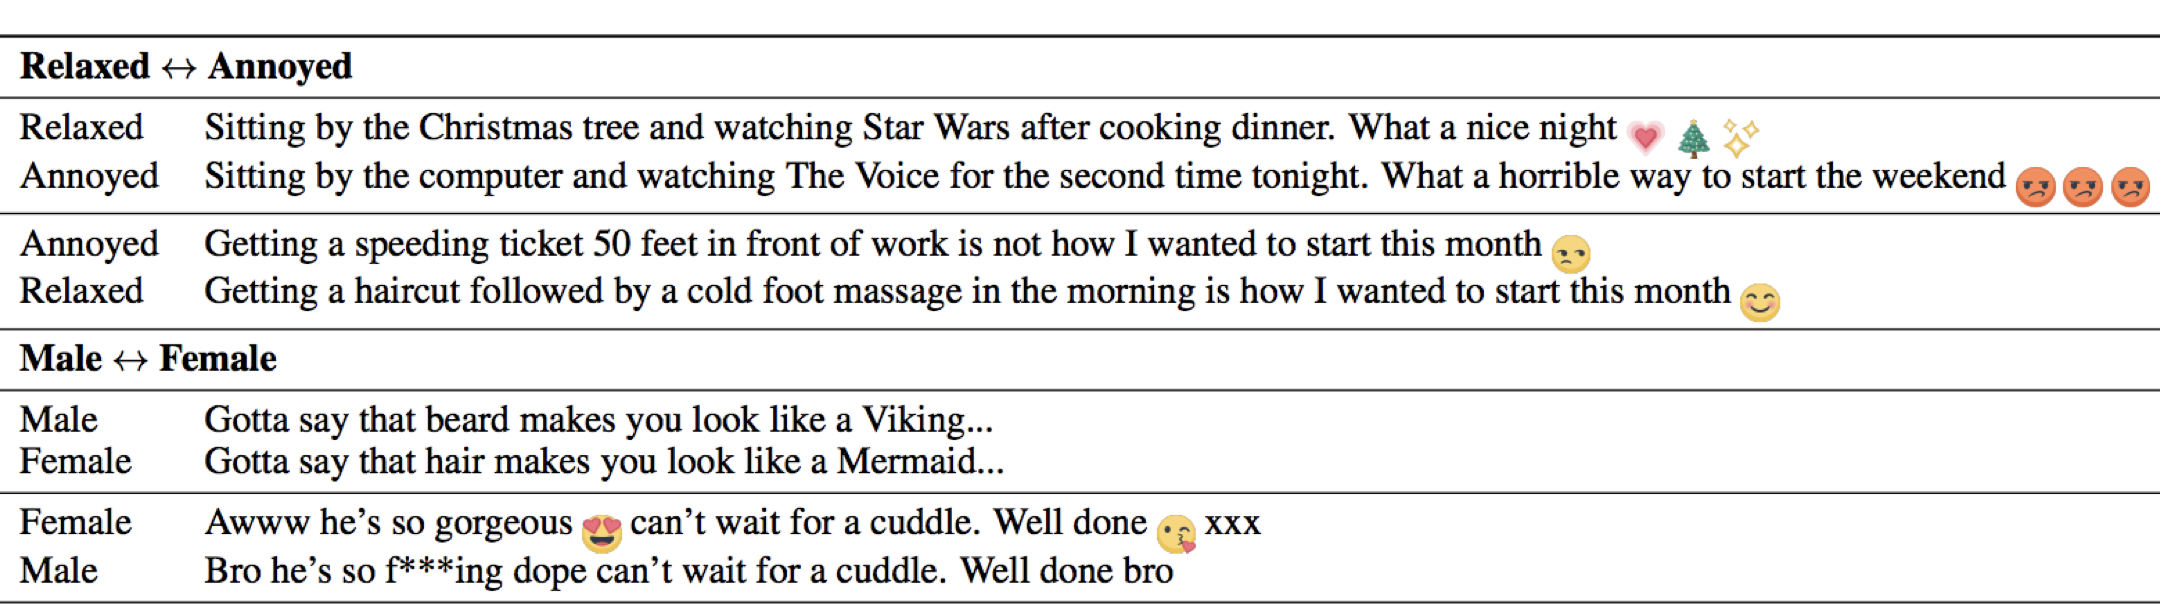 Relaxed ↔ Annoyed
Relaxed Sitting by the Christmas tree and watching Star Wars after cooking dinner. What a nice night 💗 🎄 ✨
Annoyed Sitting by the computer and watching The Voice for the second time tonight. What a horrible way to start the weekend 😡😡😡
Annoyed Getting a speeding ticket 50 feet in front of work is not how I wanted to start this month 😒
Relaxed Getting a haircut followed by a cold foot massage in the morning is how I wanted to start this month 😊
Male ↔ Female
Male Gotta say that beard makes you look like a Viking...
Female Gotta say that hair makes you look like a Mermaid...
Female Awww he's so gorgeous 😍 can't wait for a cuddle. Well done 😘 xxx
Male Bro he's so f***ing dope can't wait for a cuddle. Well done bro